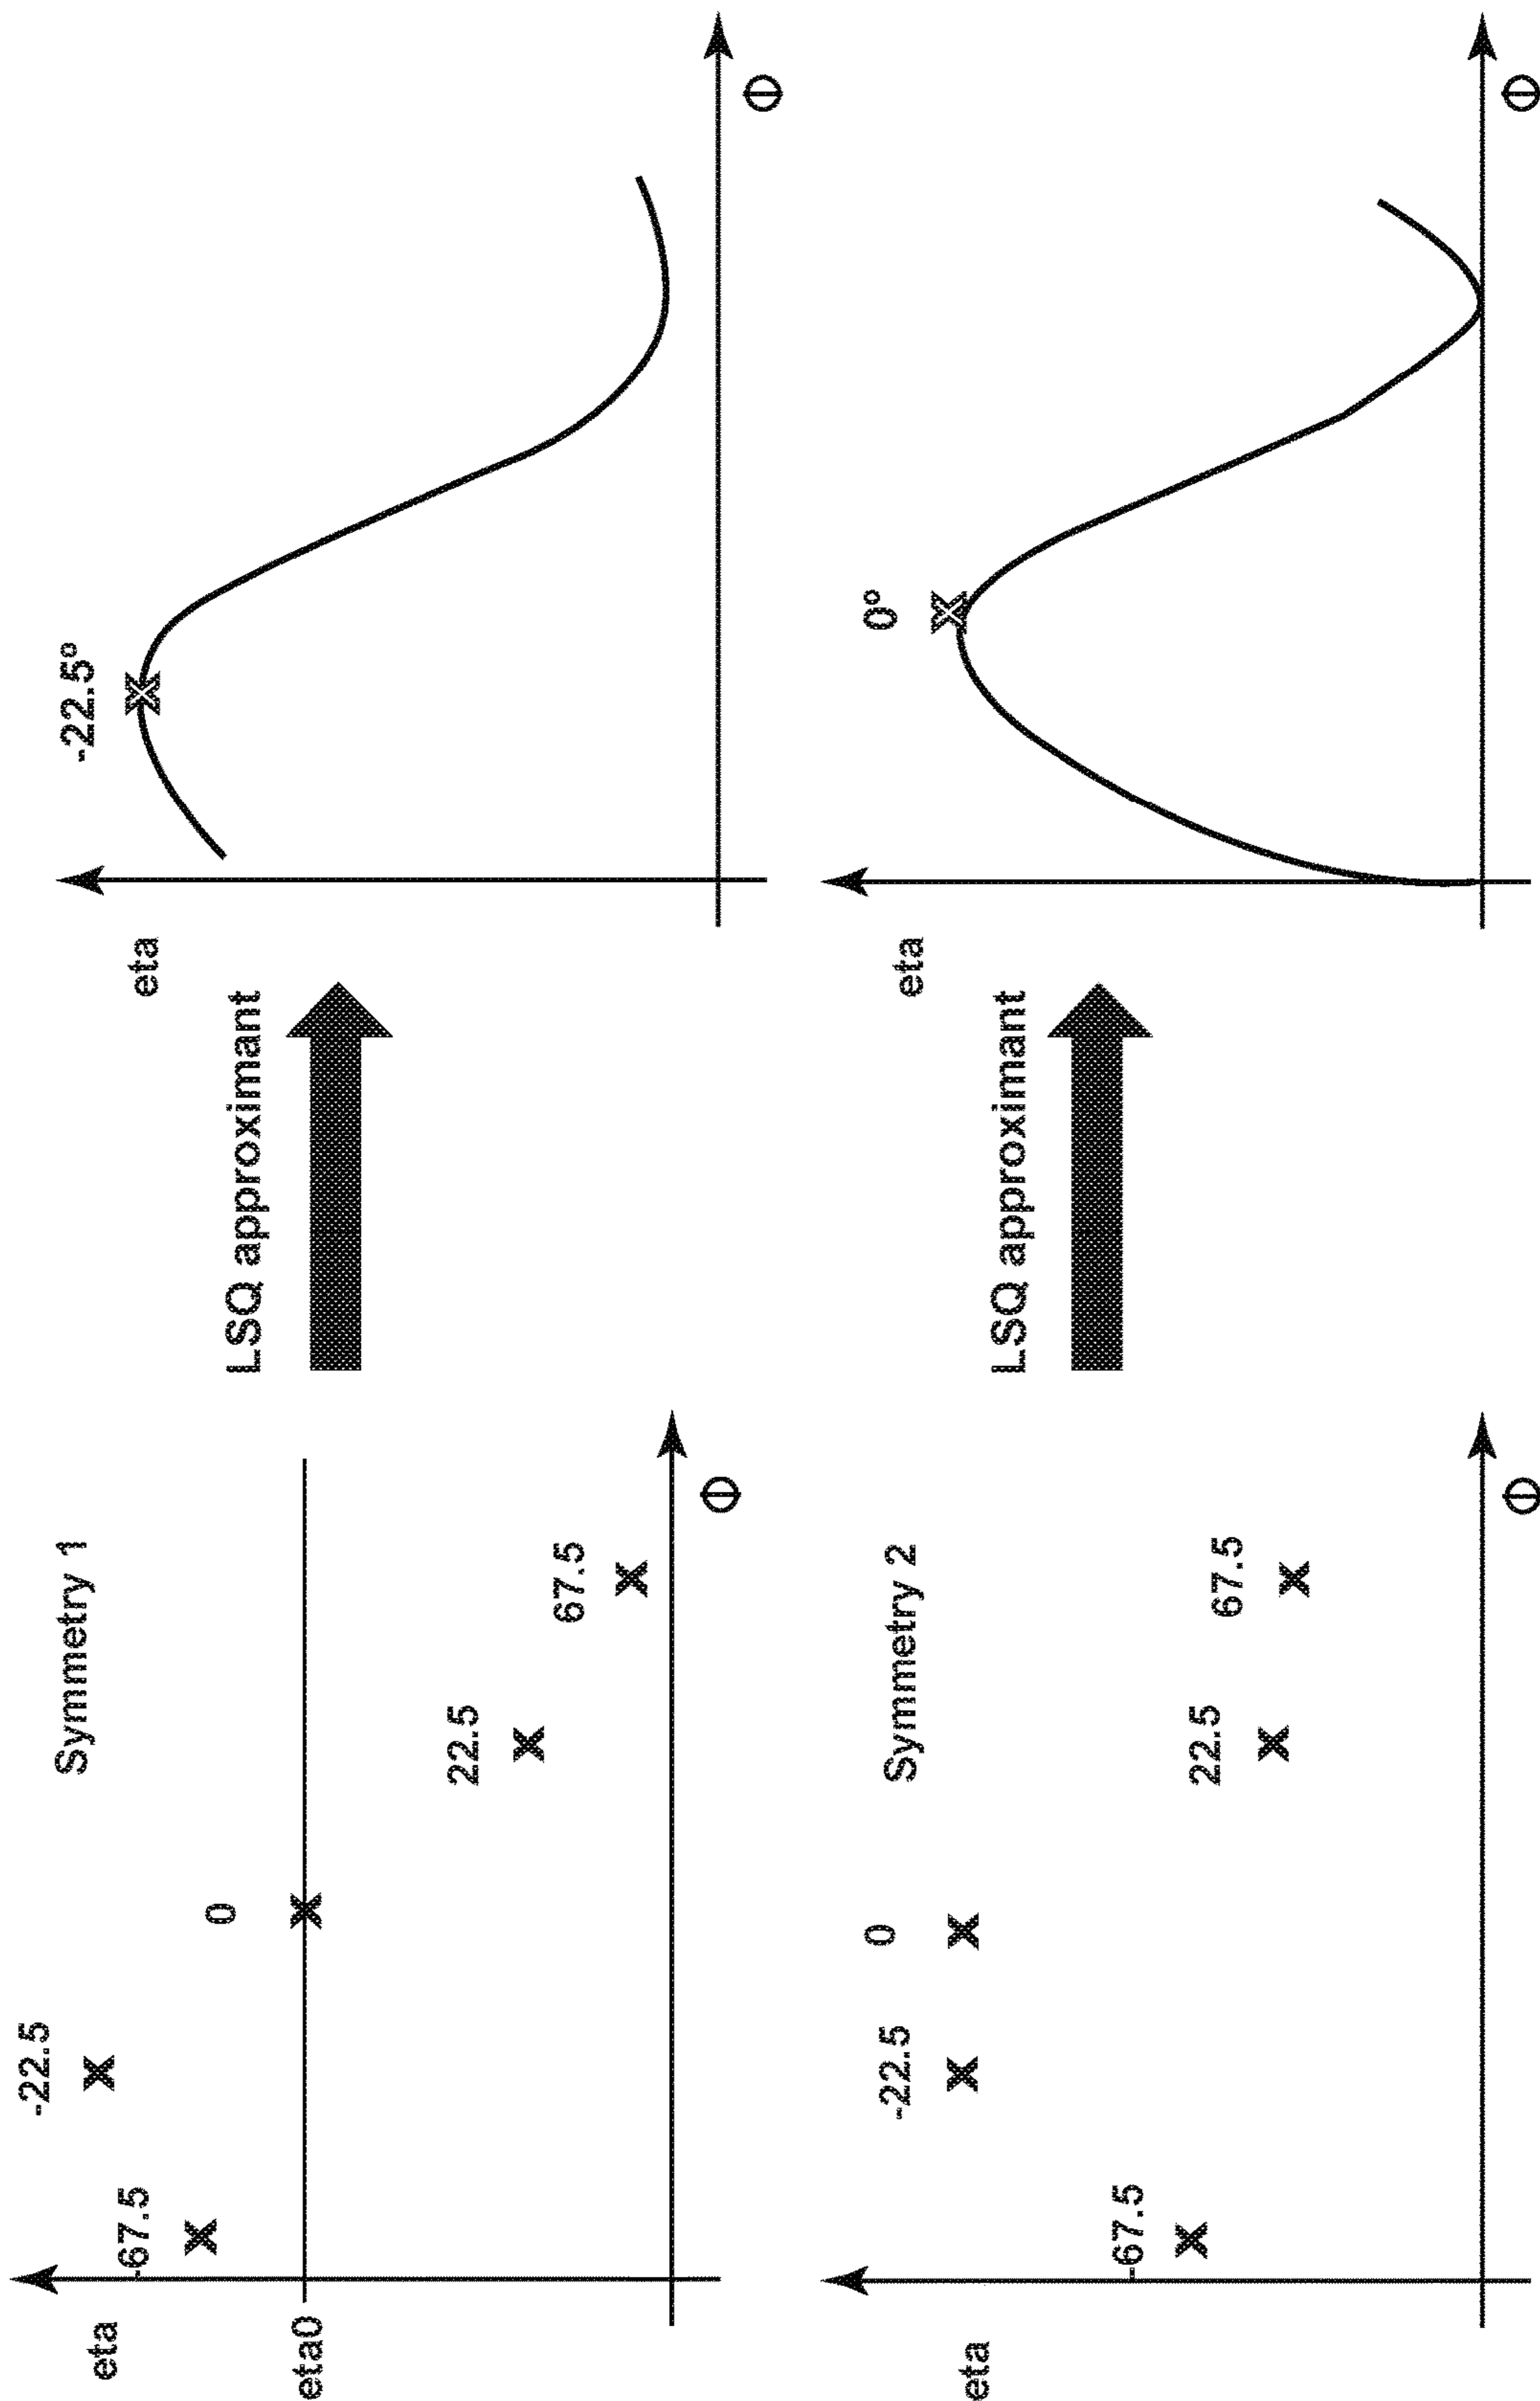 Symmetry 1
eta
eta0
-67.5
-22.5
0
22.5
67.5
Φ
LSQ approximant
eta
-22.5°
Φ
Symmetry 2
eta
-67.5
-22.5
0
22.5
67.5
Φ
LSQ approximant
eta
0°
Φ